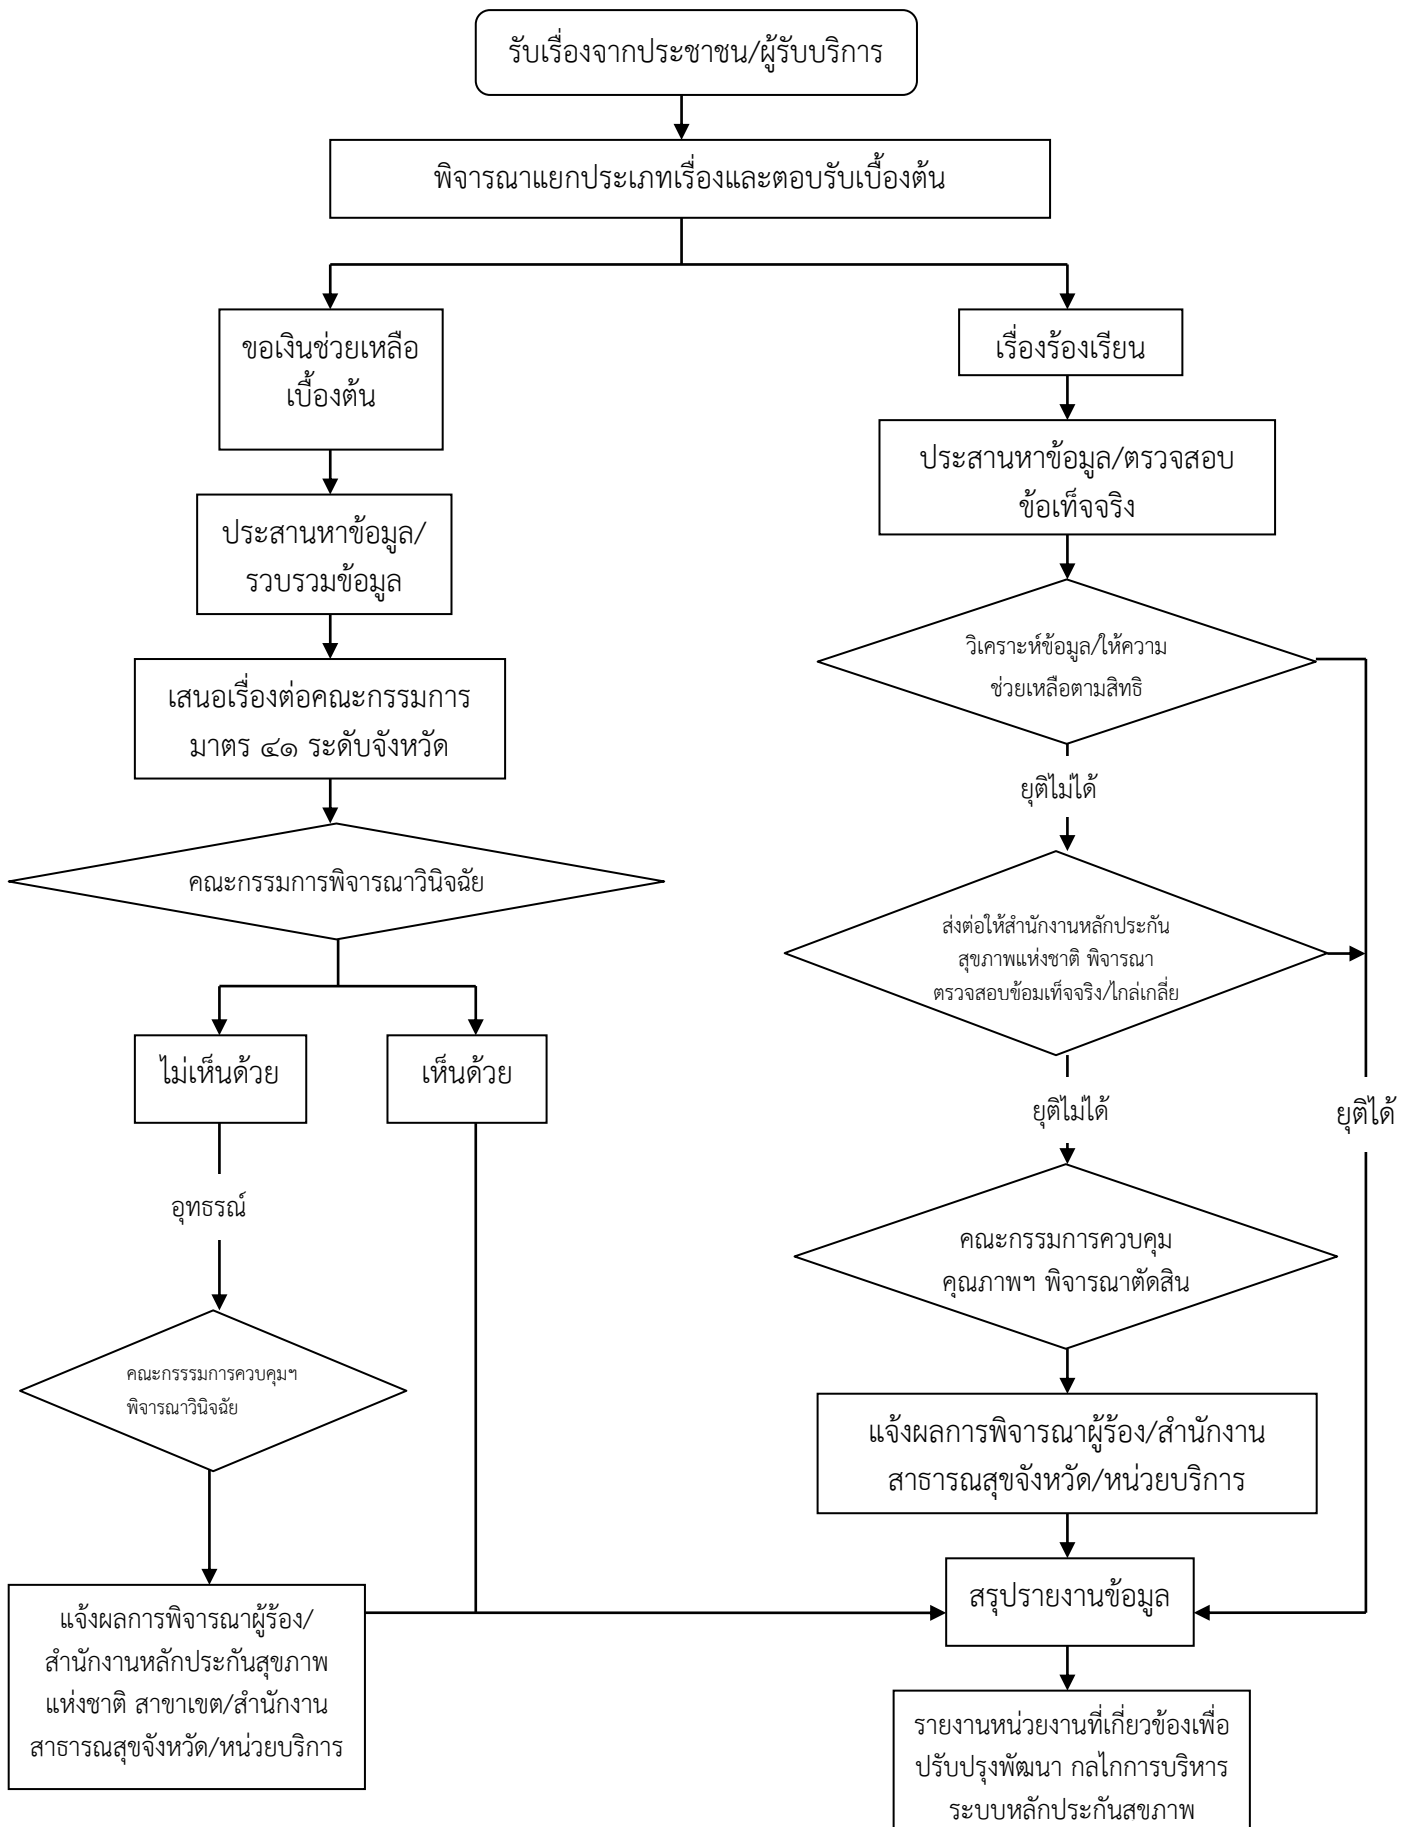 รับเรื่องจากประชาชน/ผู้รับบริการ
พิจารณาแยกประเภทเรื่องและตอบรับเบื้องต้น
ขอเงินช่วยเหลือ
เบื้องต้น
ประสานหาข้อมูล/
รวบรวมข้อมูล
เสนอเรื่องต่อคณะกรรมการ
มาตร ๔๑ ระดับจังหวัด
คณะกรรมการพิจารณาวินิจฉัย
ไม่เห็นด้วย
เห็นด้วย
อุทธรณ์
คณะกรรรมการควบคุมฯ
พิจารณาวินิจฉัย
แจ้งผลการพิจารณาผู้ร้อง/
สำนักงานหลักประกันสุขภาพ
แห่งชาติ สาขาเขต/สำนักงาน
สาธารณสุขจังหวัด/หน่วยบริการ
เรื่องร้องเรียน
ประสานหาข้อมูล/ตรวจสอบ
ข้อเท็จจริง
วิเคราะห์ข้อมูล/ให้ความ
ช่วยเหลือตามสิทธิ
ยุติไม่ได้
ส่งต่อให้สำนักงานหลักประกัน
สุขภาพแห่งชาติ พิจารณา
ตรวจสอบข้อมเท็จจริง/ไกล่เกลี่ย
ยุติไม่ได้
ยุติได้
คณะกรรมการควบคุม
คุณภาพฯ พิจารณาตัดสิน
แจ้งผลการพิจารณาผู้ร้อง/สำนักงาน
สาธารณสุขจังหวัด/หน่วยบริการ
สรุปรายงานข้อมูล
รายงานหน่วยงานที่เกี่ยวข้องเพื่อ
ปรับปรุงพัฒนา กลไกการบริหาร
ระบบหลักประกันสขภาพ